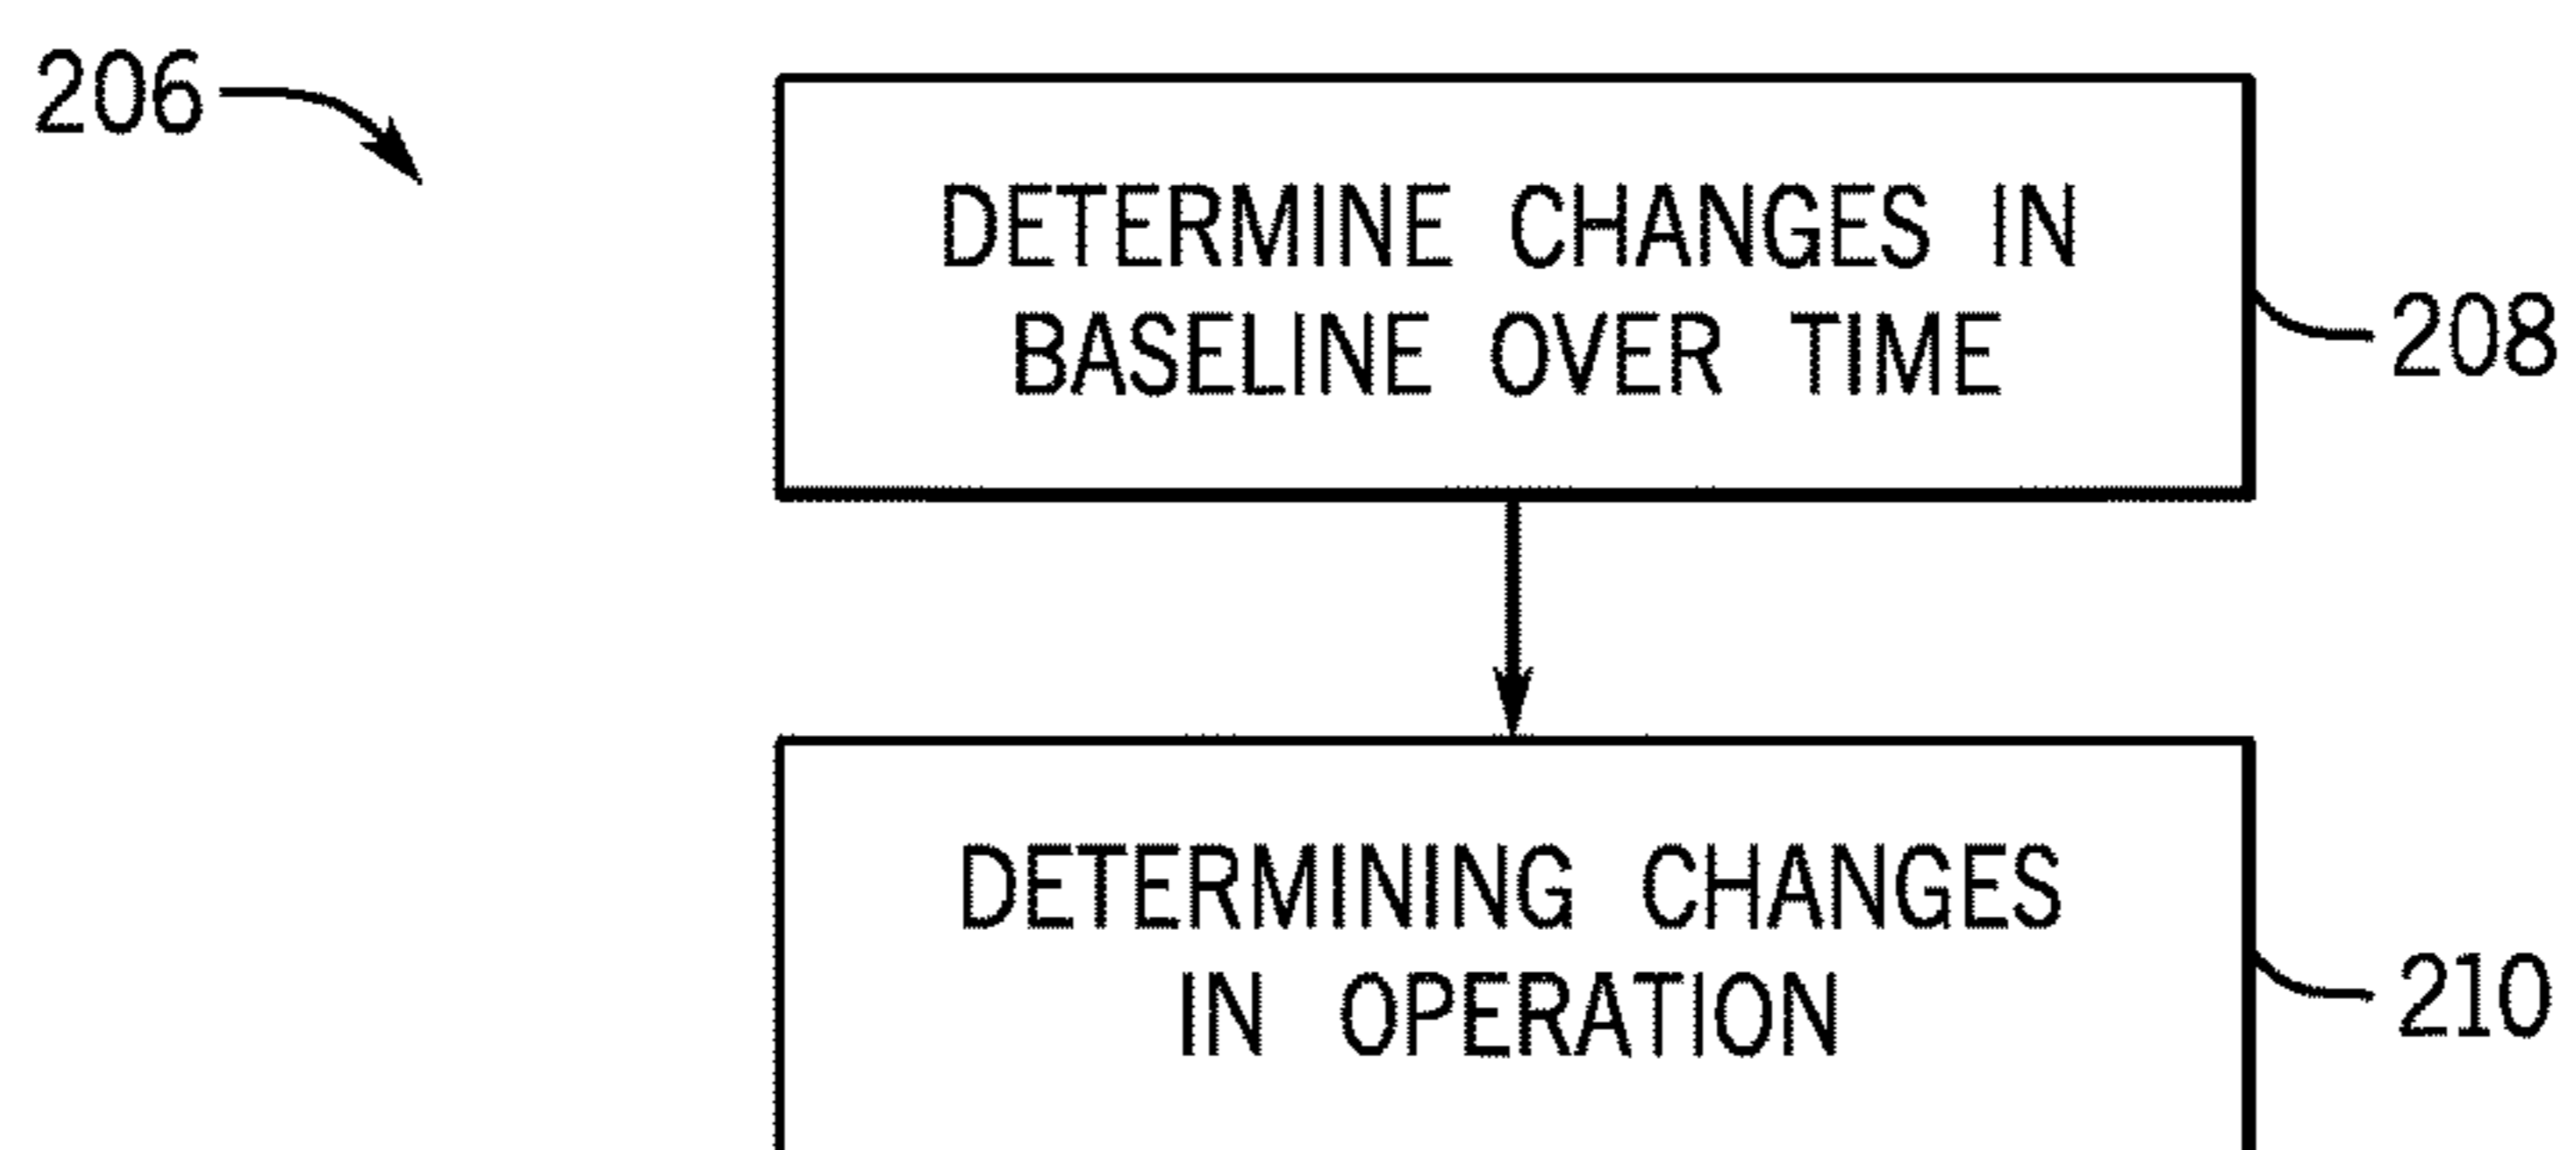 206
DETERMINE CHANGES IN
BASELINE OVER TIME
208
DETERMINING CHANGES
IN OPERATION
210